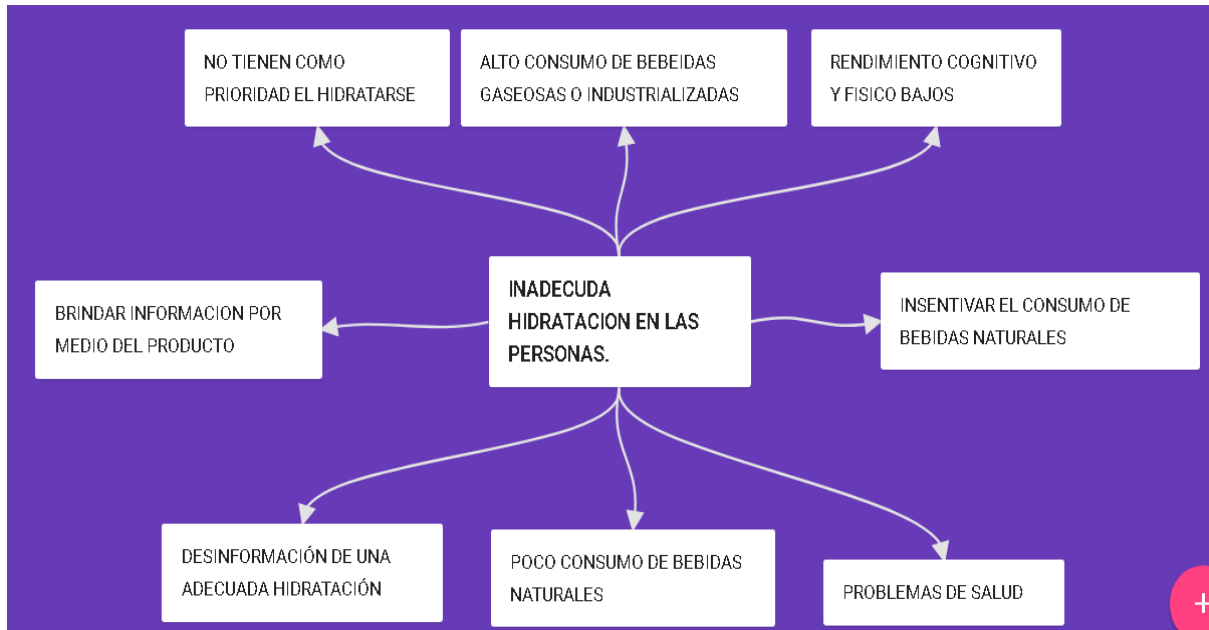 NO TIENEN COMO
PRIORIDAD EL HIDRATARSE
ALTO CONSUMO DE BEBEIDAS
GASEOSAS O INDUSTRIALIZADAS
RENDIMIENTO COGNITIVO
Y FISICO BAJOS
BRINDAR INFORMACION POR
MEDIO DEL PRODUCTO
INADECUDA
HIDRATACION EN LAS
PERSONAS.
INSENTIVAR EL CONSUMO DE
BEBIDAS NATURALES
DESINFORMACIÓN DE UNA
ADECUADA HIDRATACIÓN
POCO CONSUMO DE BEBIDAS
NATURALES
PROBLEMAS DE SALUD
+